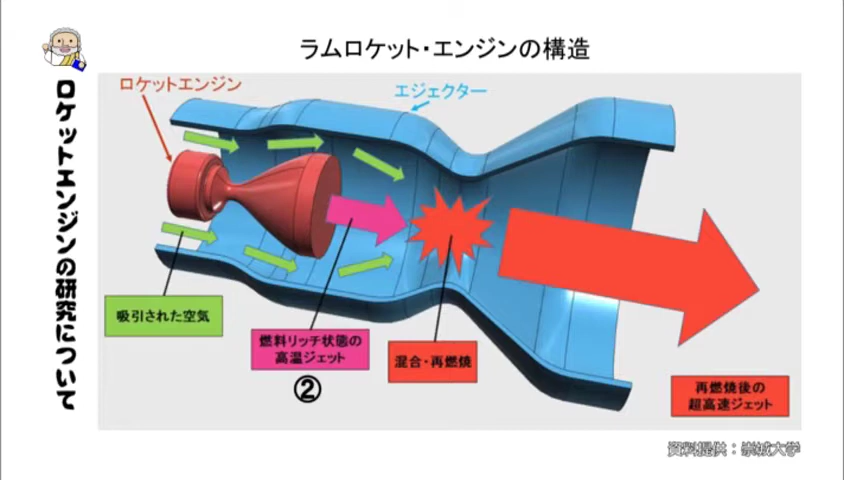 ラムロケット・エンジンの構造
ロケットエンジンの研究について
ロケットエンジン
エジェクター
吸引された空気
燃料リッチ状態の
高温ジェット
②
混合・再燃焼
再燃焼後の
超高速ジェット
資料提供：崇城大学